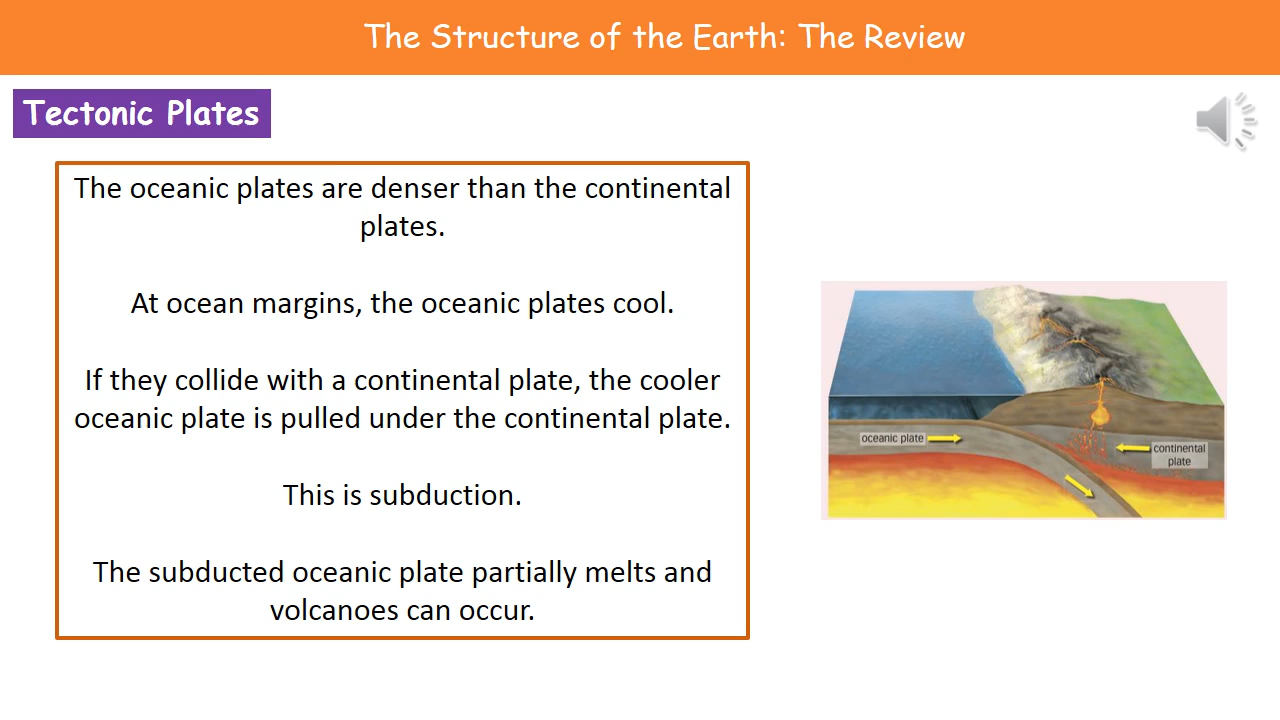 The Structure of the Earth: The Review
Tectonic Plates
The oceanic plates are denser than the continental
plates.
At ocean margins, the oceanic plates cool.
If they collide with a continental plate, the cooler
oceanic plate is pulled under the continental plate.
This is subduction.
The subducted oceanic plate partially melts and
volcanoes can occur.
oceanic plate
continental
plate